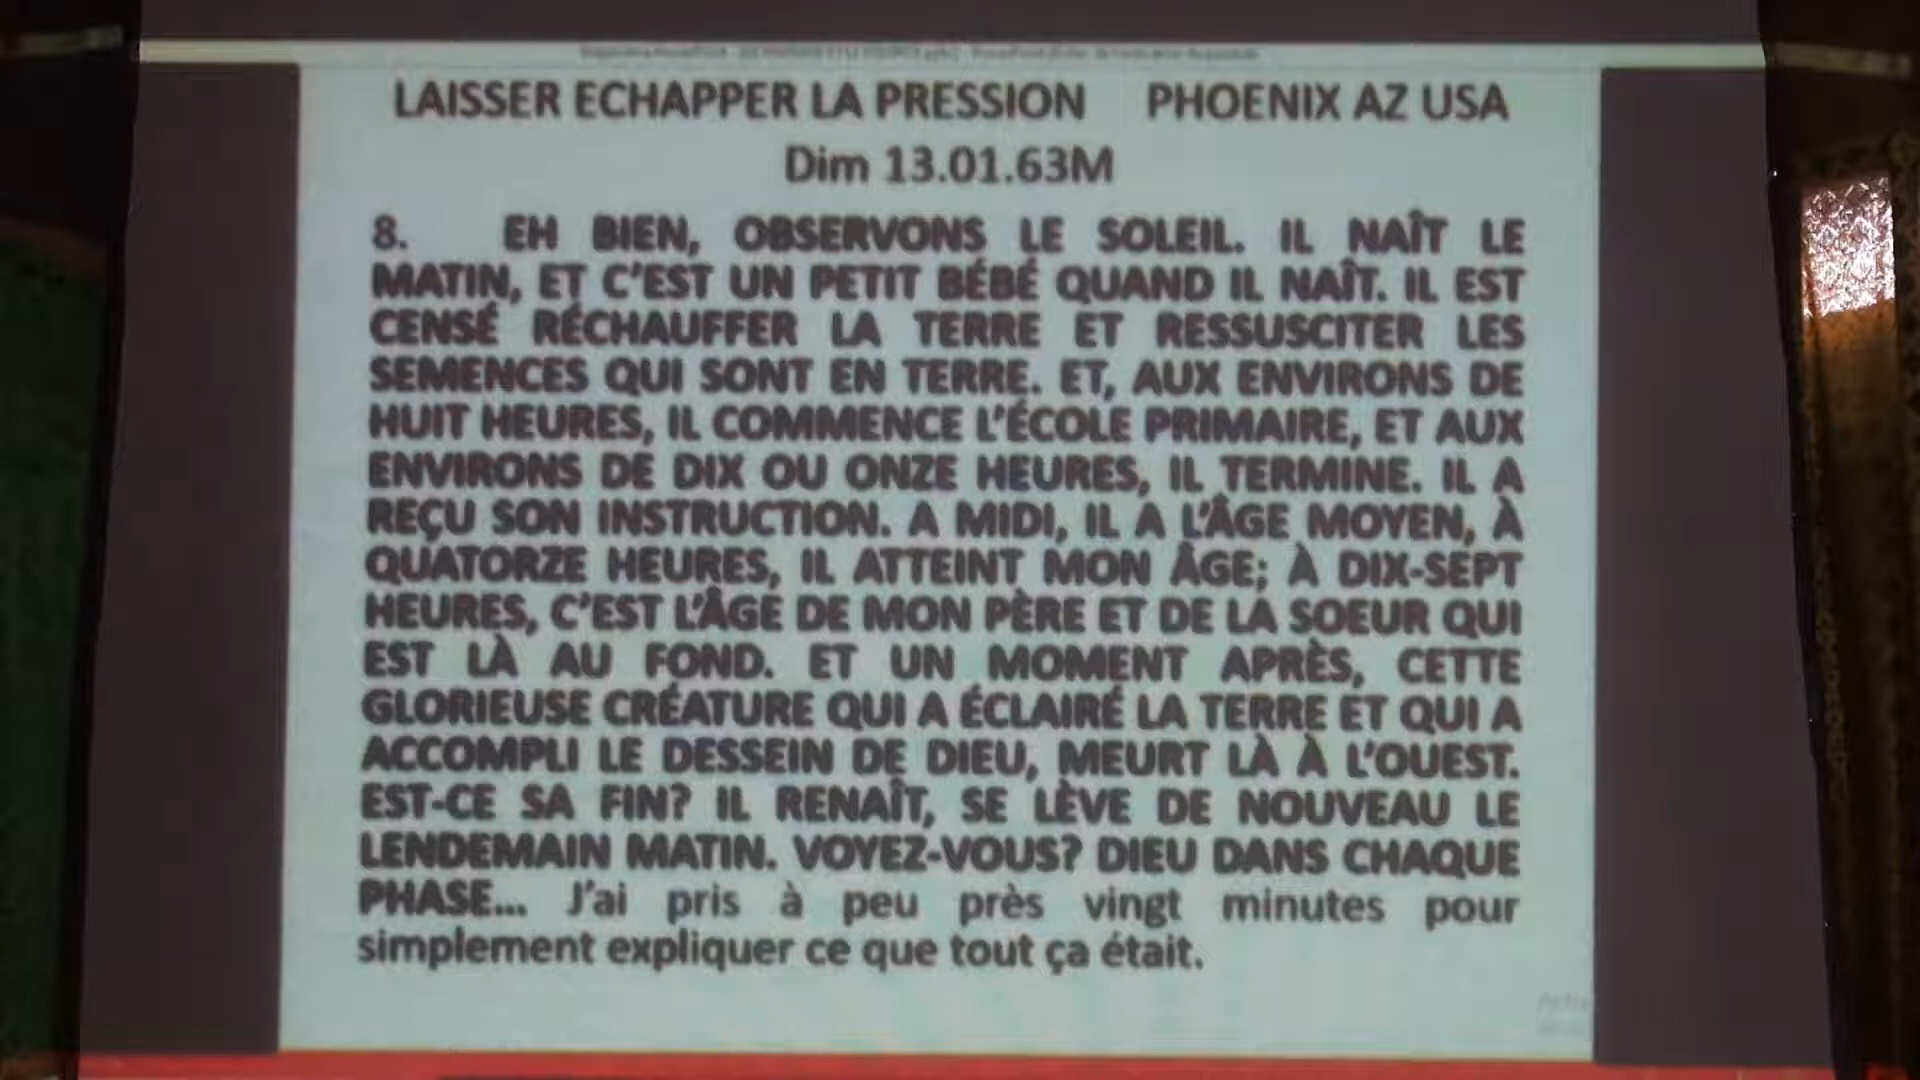 LAISSER ECHAPPER LA PRESSION PHOENIX AZ USA
Dim 13.01.63M
8. EH BIEN, OBSERVONS LE SOLEIL. IL NAÎT LE
MATIN, ET C'EST UN PETIT BÉBÉ QUAND IL NAÎT. IL EST
CENSÉ RÉCHAUFFER LA TERRE ET RESSUSCITER LES
SEMENCES QUI SONT EN TERRE. ET, AUX ENVIRONS DE
HUIT HEURES, IL COMMENCE L'ÉCOLE PRIMAIRE, ET AUX
ENVIRONS DE DIX OU ONZE HEURES, IL TERMINE. IL A
REÇU SON INSTRUCTION. A MIDI, IL A L'ÂGE MOYEN, À
QUATORZE HEURES, IL ATTEINT MON ÂGE; À DIX-SEPT
HEURES, C'EST L'ÂGE DE MON PÈRE ET DE LA SOEUR QUI
EST LÀ AU FOND. ET UN MOMENT APRÈS, CETTE
GLORIEUSE CRÉATURE QUI A ÉCLAIRÉ LA TERRE ET QUI A
ACCOMPLI LE DESSEIN DE DIEU, MEURT LÀ À L'OUEST.
EST-CE SA FIN? IL RENAÎT, SE LÈVE DE NOUVEAU LE
LENDEMAIN MATIN. VOYEZ-VOUS? DIEU DANS CHAQUE
PHASE... J'ai pris à peu près vingt minutes pour
simplement expliquer ce que tout ça était.